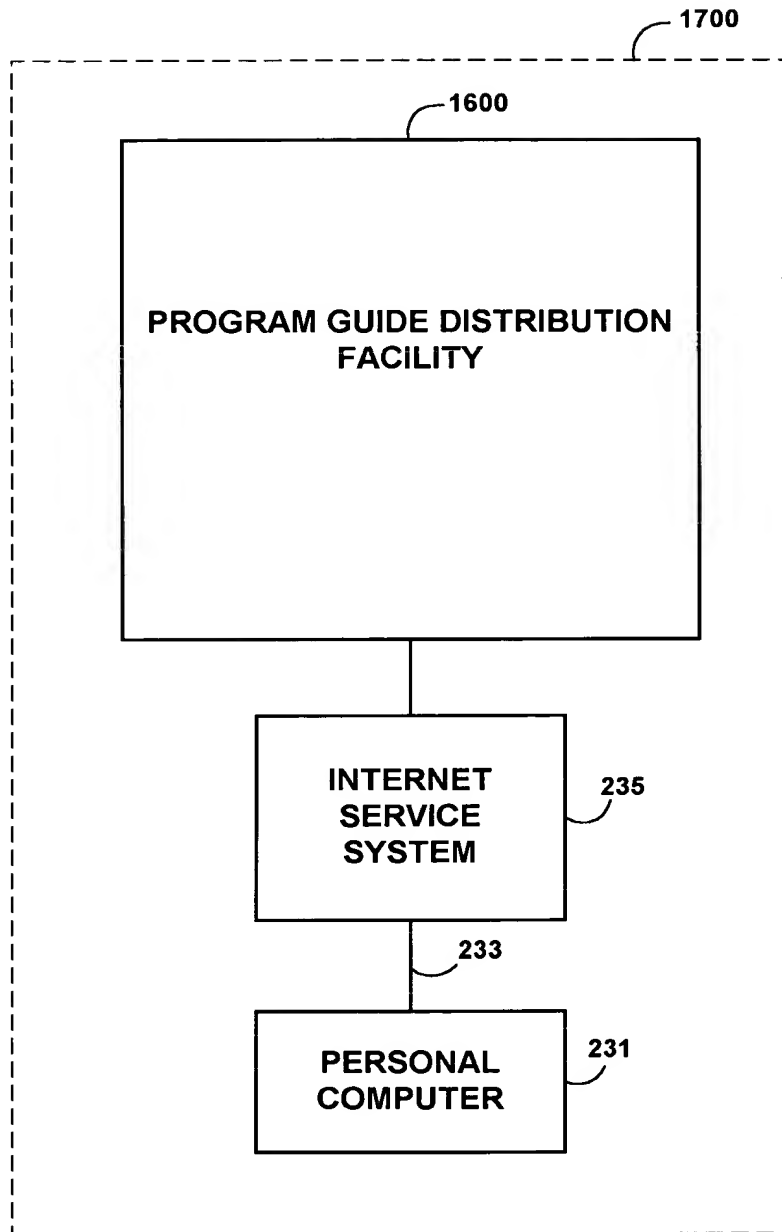 1700
1600
PROGRAM GUIDE DISTRIBUTION
FACILITY
INTERNET
SERVICE
SYSTEM
235
233
PERSONAL
COMPUTER
231